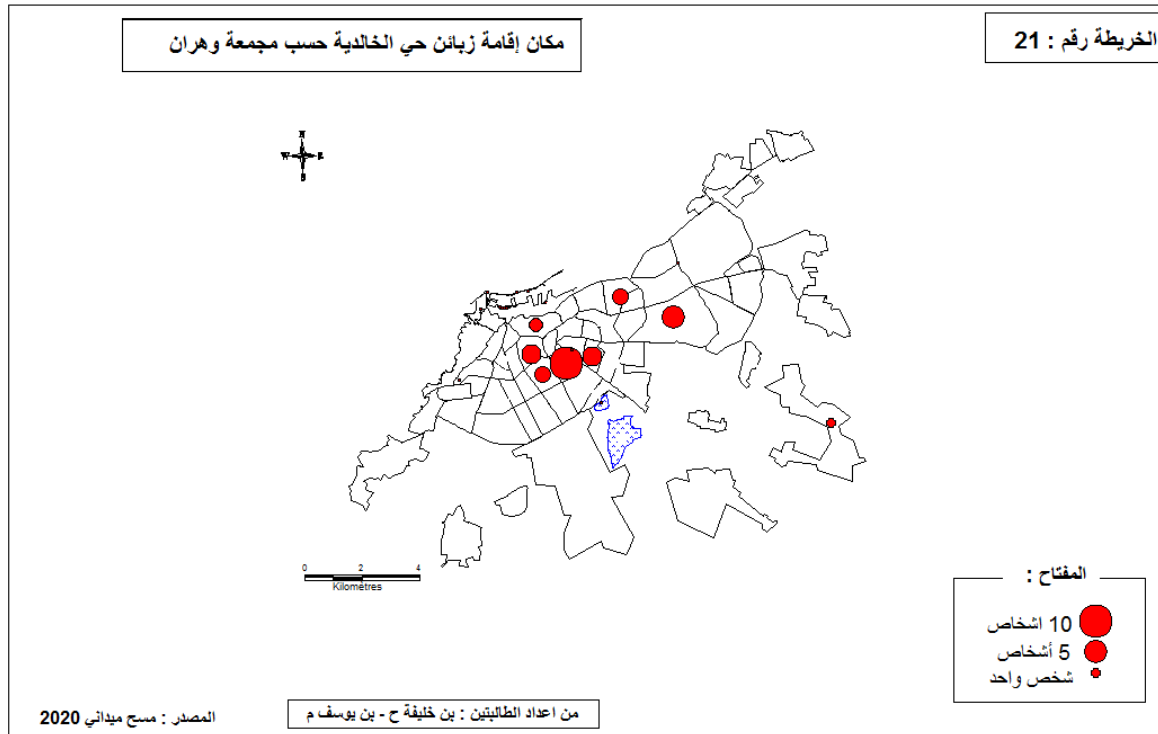 الخريطة رقم : 21
مكان إقامة زبائن حي الخالدية حسب مجمعة وهران
N
W E
S
0 2 4
Kilomètres
المفتاح :
10 اشخاص
5 أشخاص
شخص واحد
من اعداد الطالبتين : بن خليفة ح - بن يوسف م
المصدر : مسح ميداني 2020